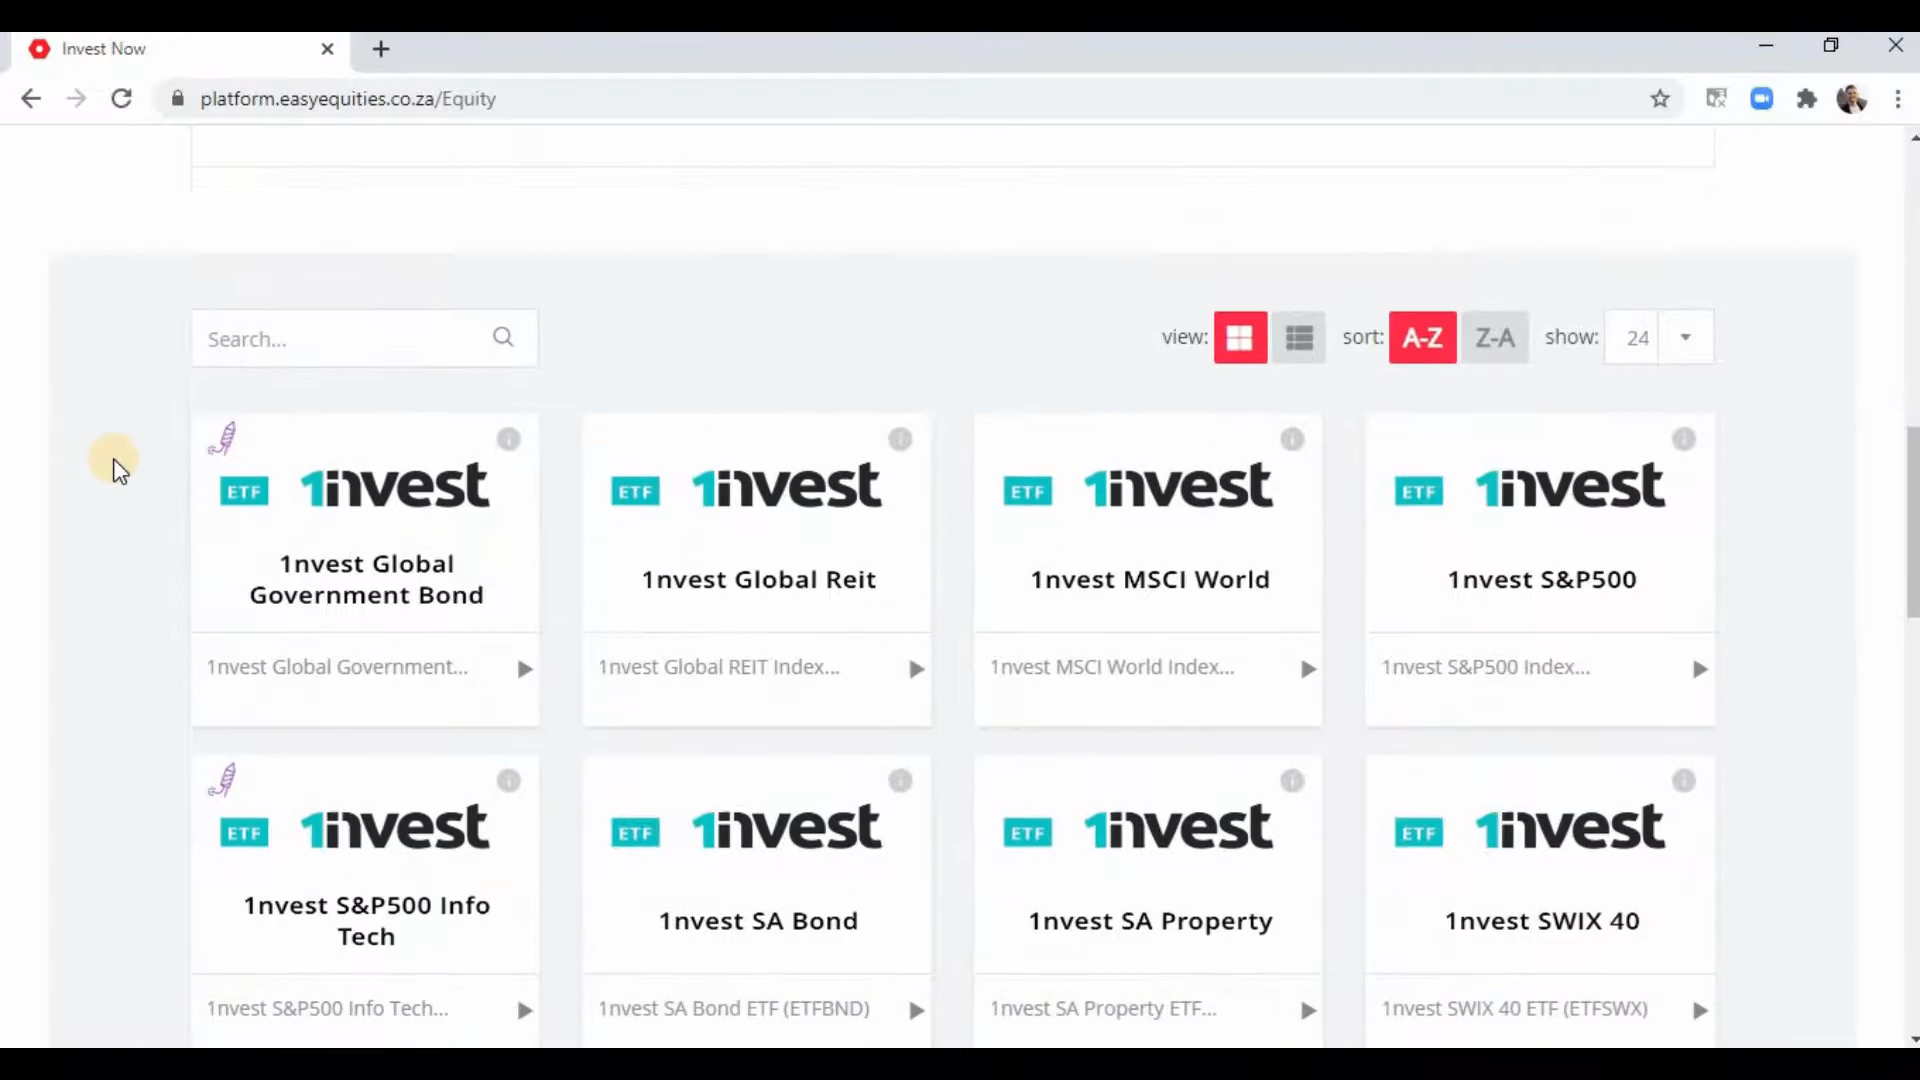 Invest Now
platform.easyequities.co.za/Equity
Search...
view:
sort: A-Z Z-A
show: 24
ETF 1nvest
1nvest Global
Government Bond
1nvest Global Government...
ETF 1nvest
1nvest Global Reit
1nvest Global REIT Index...
ETF 1nvest
1nvest MSCI World
1nvest MSCI World Index...
ETF 1nvest
1nvest S&P500
1nvest S&P500 Index...
ETF 1nvest
1nvest S&P500 Info
Tech
1nvest S&P500 Info Tech...
ETF 1nvest
1nvest SA Bond
1nvest SA Bond ETF (ETFBND)
ETF 1nvest
1nvest SA Property
1nvest SA Property ETF...
ETF 1nvest
1nvest SWIX 40
1nvest SWIX 40 ETF (ETFSWX)